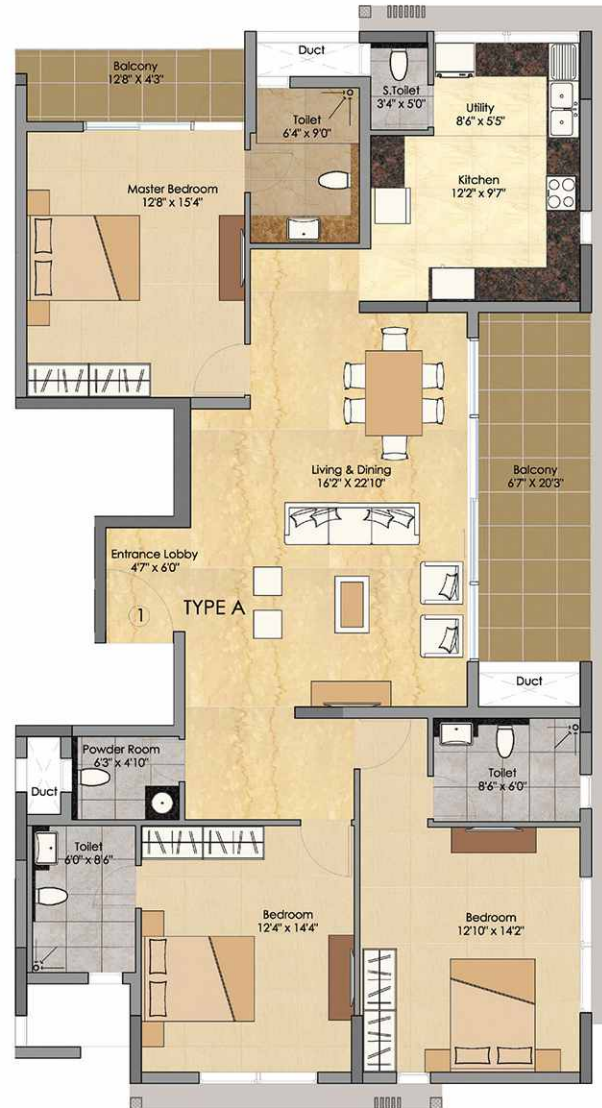 Balcony
12'8" X 4'3"
Duct
S.Toilet
3'4" x 5'0"
Utility
8'6" x 5'5"
Toilet
6'4" x 9'0"
Kitchen
12'2" x 9'7"
Master Bedroom
12'8" x 15'4"
Living & Dining
16'2" X 22'10"
Balcony
6'7" X 20'3"
Entrance Lobby
4'7" x 6'0"
1
TYPE A
Duct
Powder Room
6'3" x 4'10"
Duct
Toilet
8'6" x 6'0"
Toilet
6'0" x 8'6"
Bedroom
12'4" x 14'4"
Bedroom
12'10" x 14'2"